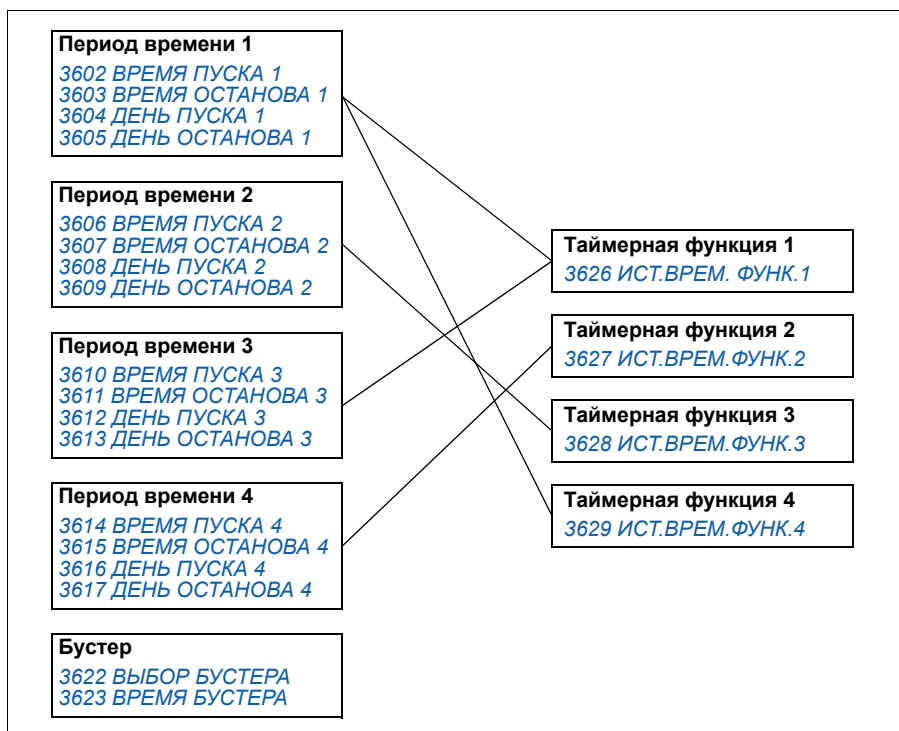 Период времени 1
3602 ВРЕМЯ ПУСКА 1
3603 ВРЕМЯ ОСТАНОВА 1
3604 ДЕНЬ ПУСКА 1
3605 ДЕНЬ ОСТАНОВА 1
Период времени 2
3606 ВРЕМЯ ПУСКА 2
3607 ВРЕМЯ ОСТАНОВА 2
3608 ДЕНЬ ПУСКА 2
3609 ДЕНЬ ОСТАНОВА 2
Период времени 3
3610 ВРЕМЯ ПУСКА 3
3611 ВРЕМЯ ОСТАНОВА 3
3612 ДЕНЬ ПУСКА 3
3613 ДЕНЬ ОСТАНОВА 3
Период времени 4
3614 ВРЕМЯ ПУСКА 4
3615 ВРЕМЯ ОСТАНОВА 4
3616 ДЕНЬ ПУСКА 4
3617 ДЕНЬ ОСТАНОВА 4
Бустер
3622 ВЫБОР БУСТЕРА
3623 ВРЕМЯ БУСТЕРА
Таймерная функция 1
3626 ИСТ.ВРЕМ. ФУНК.1
Таймерная функция 2
3627 ИСТ.ВРЕМ.ФУНК.2
Таймерная функция 3
3628 ИСТ.ВРЕМ.ФУНК.3
Таймерная функция 4
3629 ИСТ.ВРЕМ.ФУНК.4